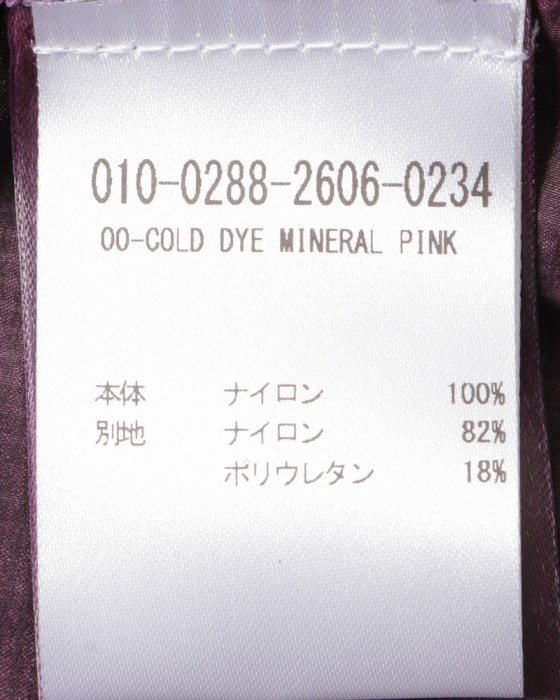 010-0288-2606-0234
00-COLD DYE MINERAL PINK
本体 ナイロン 100%
別地 ナイロン 82%
ポリウレタン 18%